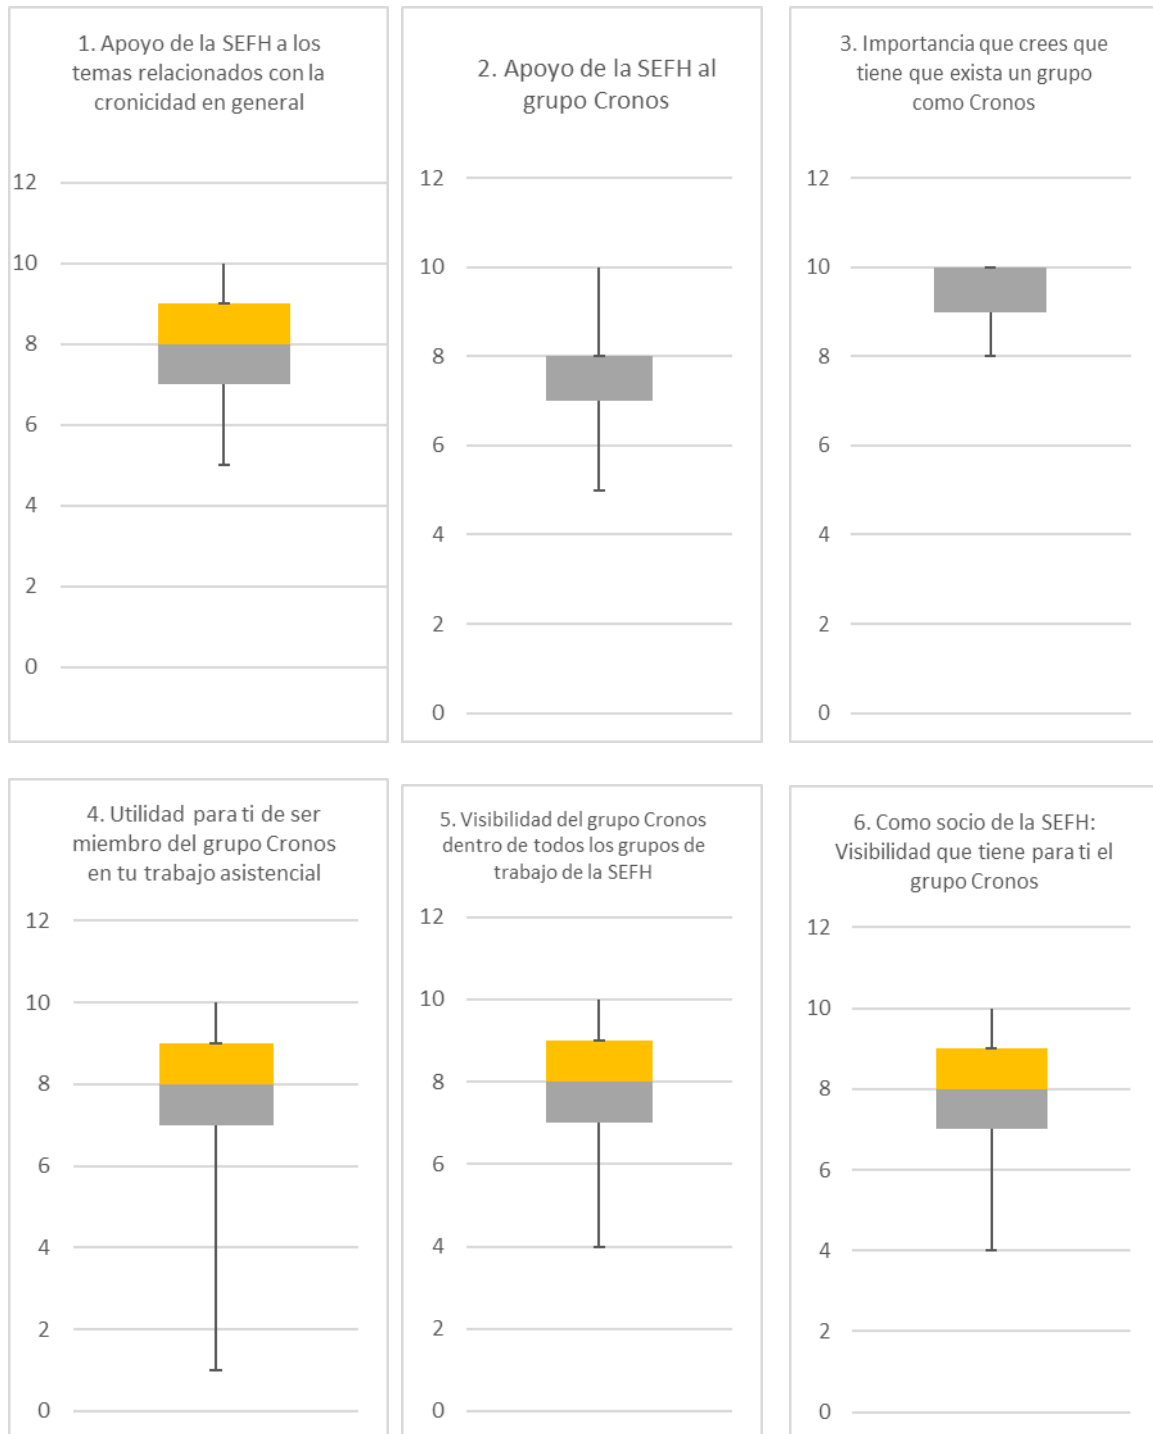 1. Apoyo de la SEFH a los
temas relacionados con la
cronicidad en general
12
10
8
6
4
2
0
2. Apoyo de la SEFH al
grupo Cronos
12
10
8
6
4
2
0
3. Importancia que crees que
tiene que exista un grupo
como Cronos
12
10
8
6
4
2
0
4. Utilidad para ti de ser
miembro del grupo Cronos
en tu trabajo asistencial
12
10
8
6
4
2
0
5. Visibilidad del grupo Cronos
dentro de todos los grupos de
trabajo de la SEFH
12
10
8
6
4
2
0
6. Como socio de la SEFH:
Visibilidad que tiene para ti el
grupo Cronos
12
10
8
6
4
2
0